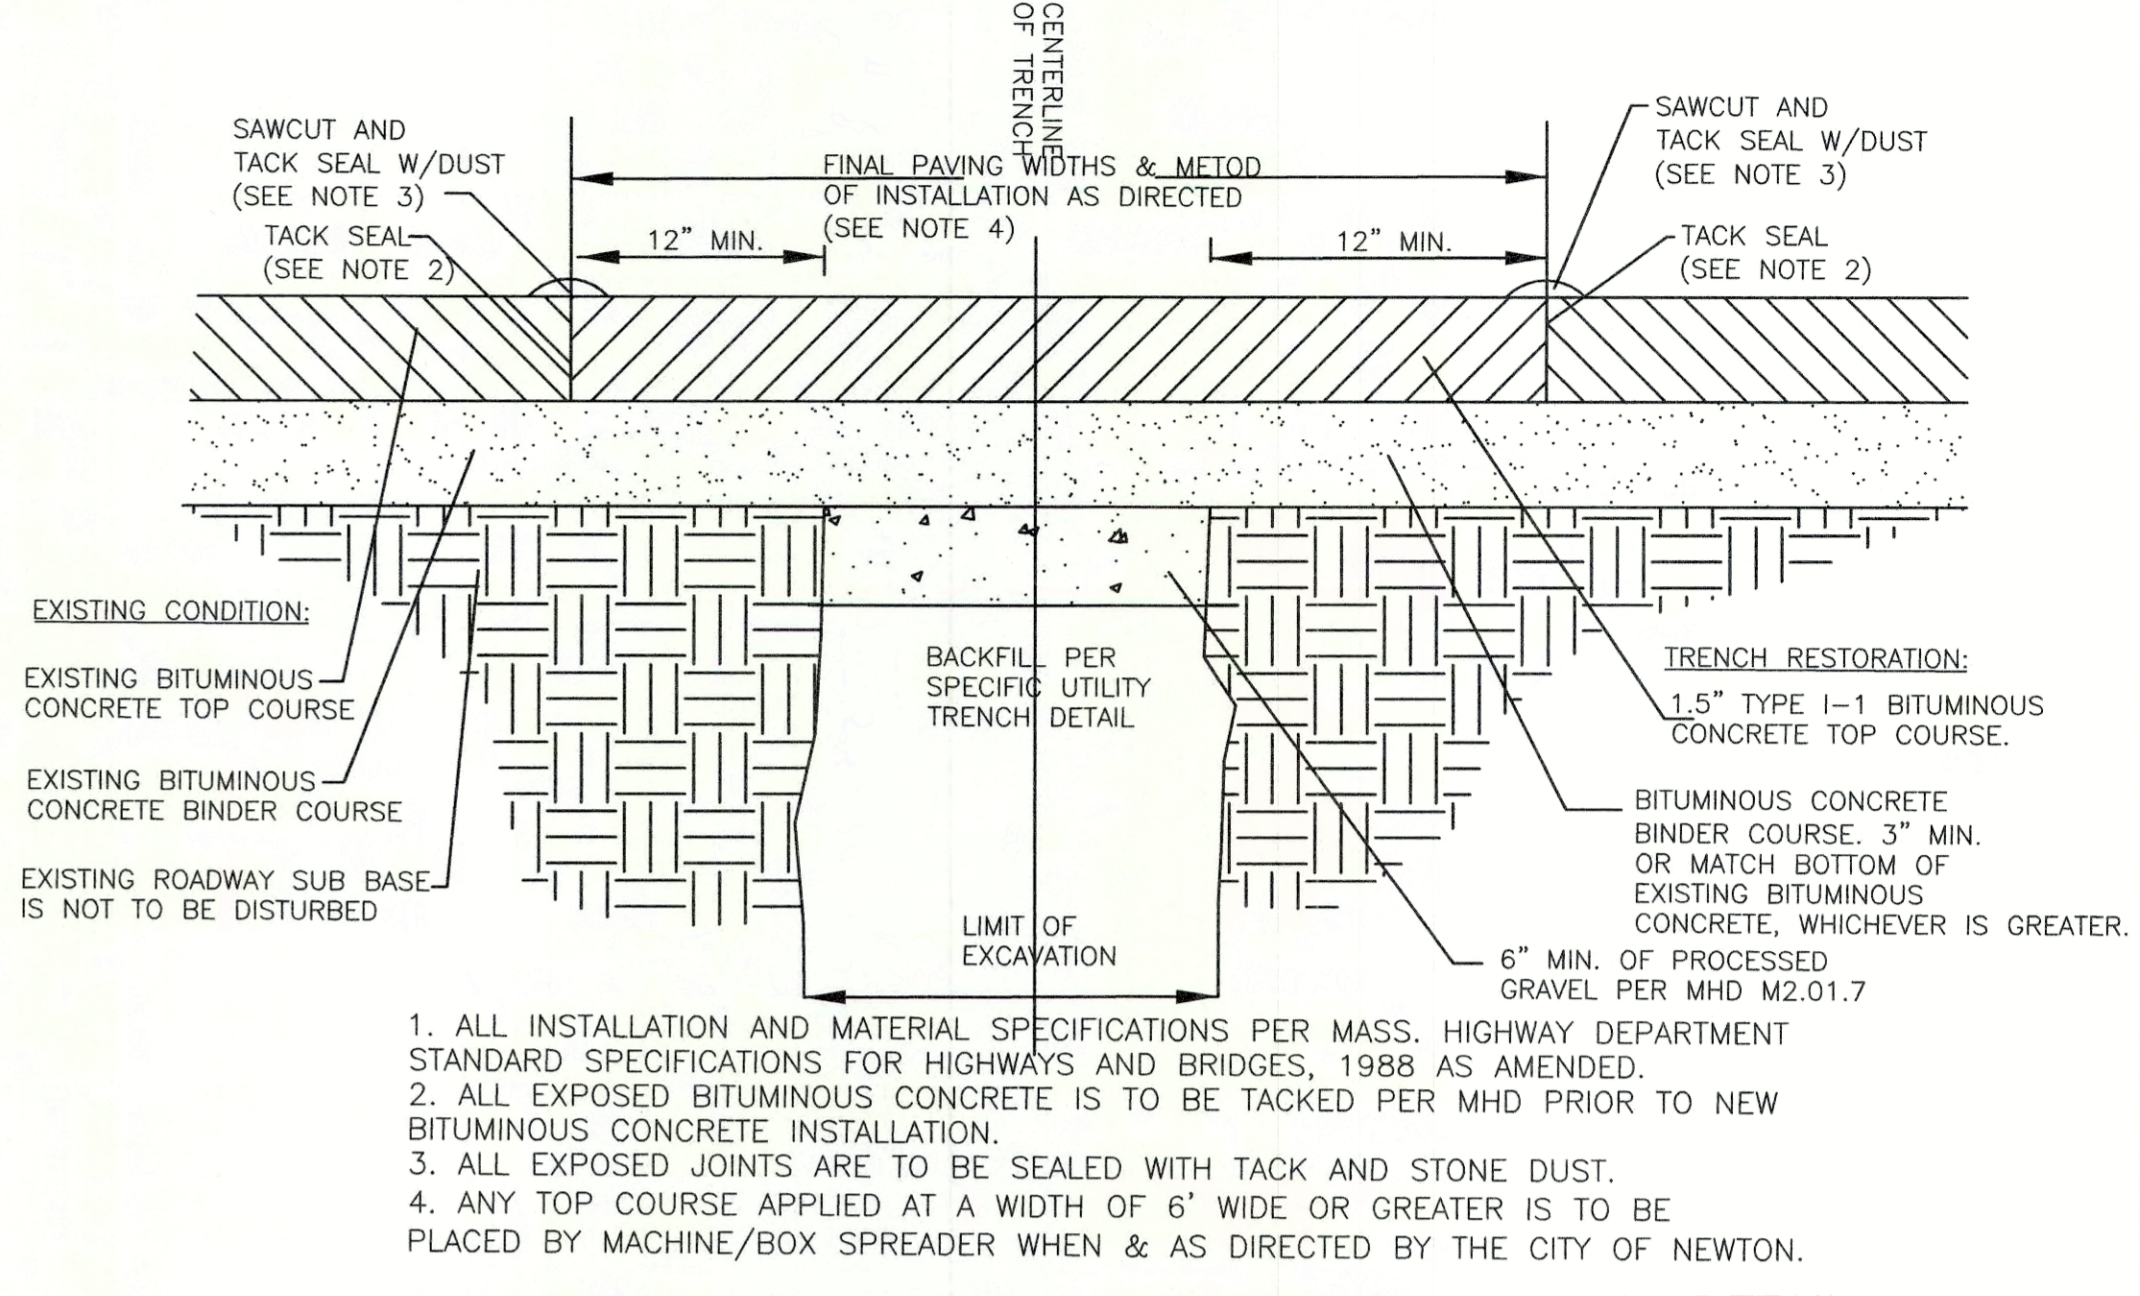 CENTERLINE
OF TRENCH
SAWCUT AND
TACK SEAL W/DUST
(SEE NOTE 3)
TACK SEAL
(SEE NOTE 2)
FINAL PAVING WIDTHS & METOD
OF INSTALLATION AS DIRECTED
(SEE NOTE 4)
12" MIN.
12" MIN.
SAWCUT AND
TACK SEAL W/DUST
(SEE NOTE 3)
TACK SEAL
(SEE NOTE 2)
EXISTING CONDITION:
EXISTING BITUMINOUS
CONCRETE TOP COURSE
EXISTING BITUMINOUS
CONCRETE BINDER COURSE
EXISTING ROADWAY SUB BASE
IS NOT TO BE DISTURBED
BACKFILL PER
SPECIFIC UTILITY
TRENCH DETAIL
LIMIT OF
EXCAVATION
TRENCH RESTORATION:
1.5" TYPE I-1 BITUMINOUS
CONCRETE TOP COURSE.
BITUMINOUS CONCRETE
BINDER COURSE. 3" MIN.
OR MATCH BOTTOM OF
EXISTING BITUMINOUS
CONCRETE, WHICHEVER IS GREATER.
6" MIN. OF PROCESSED
GRAVEL PER MHD M2.01.7
1. ALL INSTALLATION AND MATERIAL SPECIFICATIONS PER MASS. HIGHWAY DEPARTMENT
STANDARD SPECIFICATIONS FOR HIGHWAYS AND BRIDGES, 1988 AS AMENDED.
2. ALL EXPOSED BITUMINOUS CONCRETE IS TO BE TACKED PER MHD PRIOR TO NEW
BITUMINOUS CONCRETE INSTALLATION.
3. ALL EXPOSED JOINTS ARE TO BE SEALED WITH TACK AND STONE DUST.
4. ANY TOP COURSE APPLIED AT A WIDTH OF 6' WIDE OR GREATER IS TO BE
PLACED BY MACHINE/BOX SPREADER WHEN & AS DIRECTED BY THE CITY OF NEWTON.